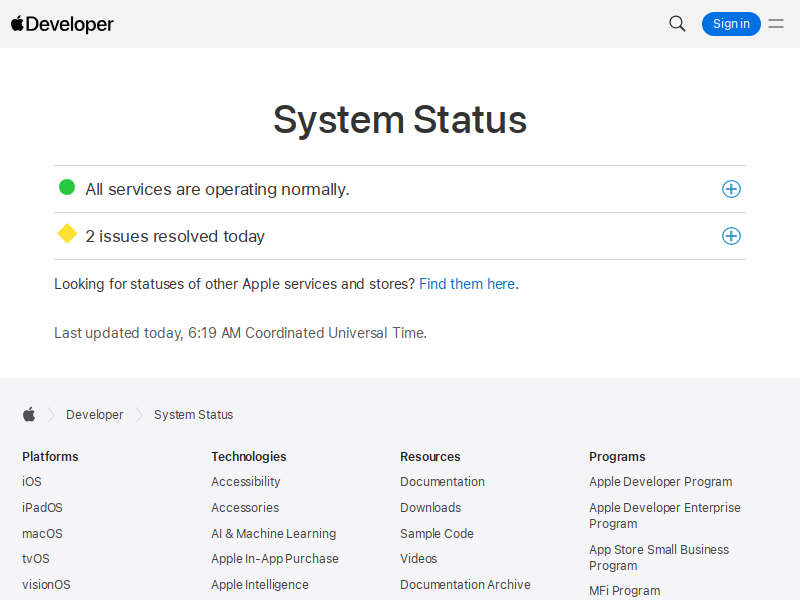 Developer
Sign in
System Status
All services are operating normally.
2 issues resolved today
Looking for statuses of other Apple services and stores? Find them here.
Last updated today, 6:19 AM Coordinated Universal Time.
Developer
System Status
Platforms
iOS
iPadOS
macOS
tvOS
visionOS
Technologies
Accessibility
Accessories
AI & Machine Learning
Apple In-App Purchase
Apple Intelligence
Resources
Documentation
Downloads
Sample Code
Videos
Documentation Archive
Programs
Apple Developer Program
Apple Developer Enterprise
Program
App Store Small Business
Program
MFi Program